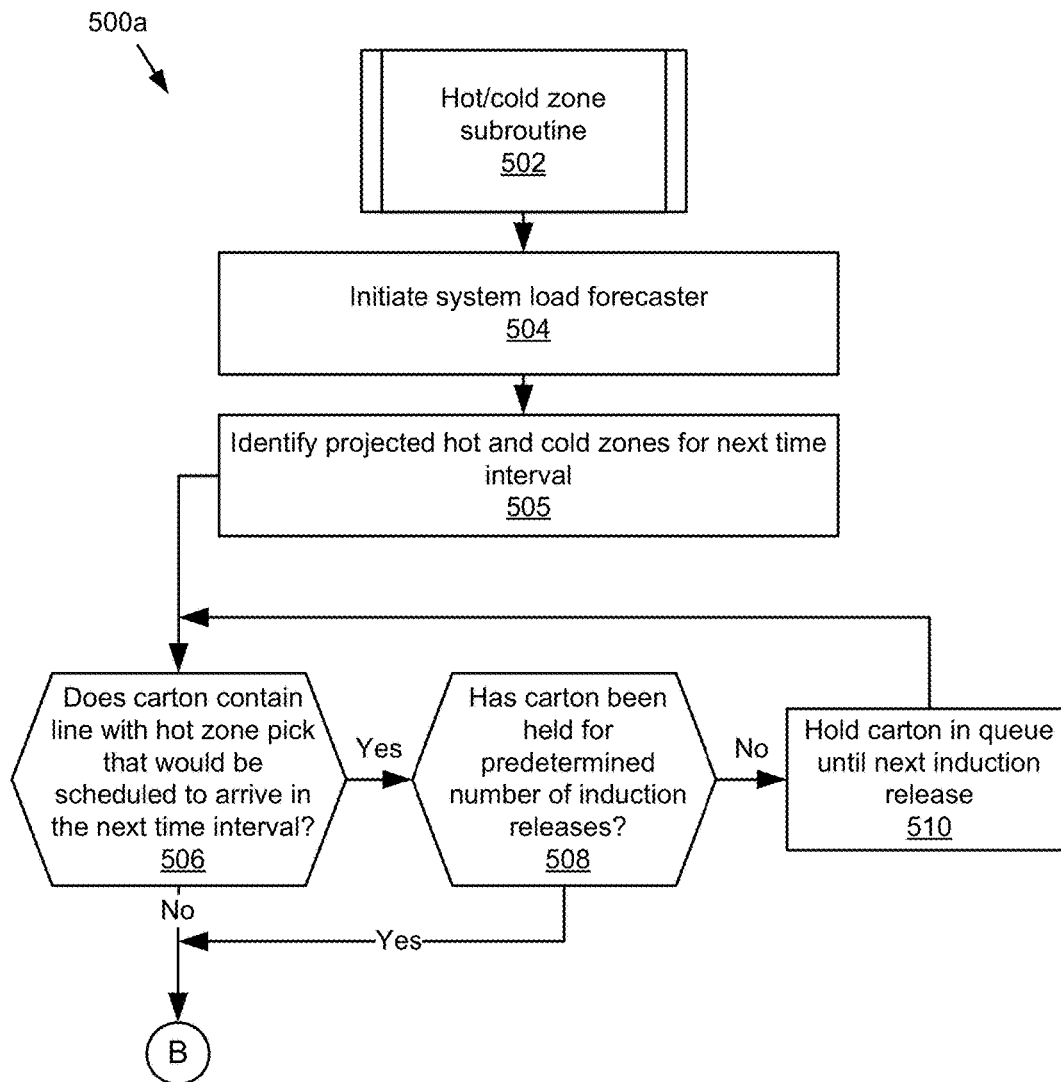 500a
Hot/cold zone
subroutine
502
Initiate system load forecaster
504
Identify projected hot and cold zones for next time
interval
505
Does carton contain
line with hot zone pick
that would be
scheduled to arrive in
the next time interval?
506
Yes
Has carton been
held for
predetermined
number of induction
releases?
508
No
Hold carton in queue
until next induction
release
510
No
Yes
B